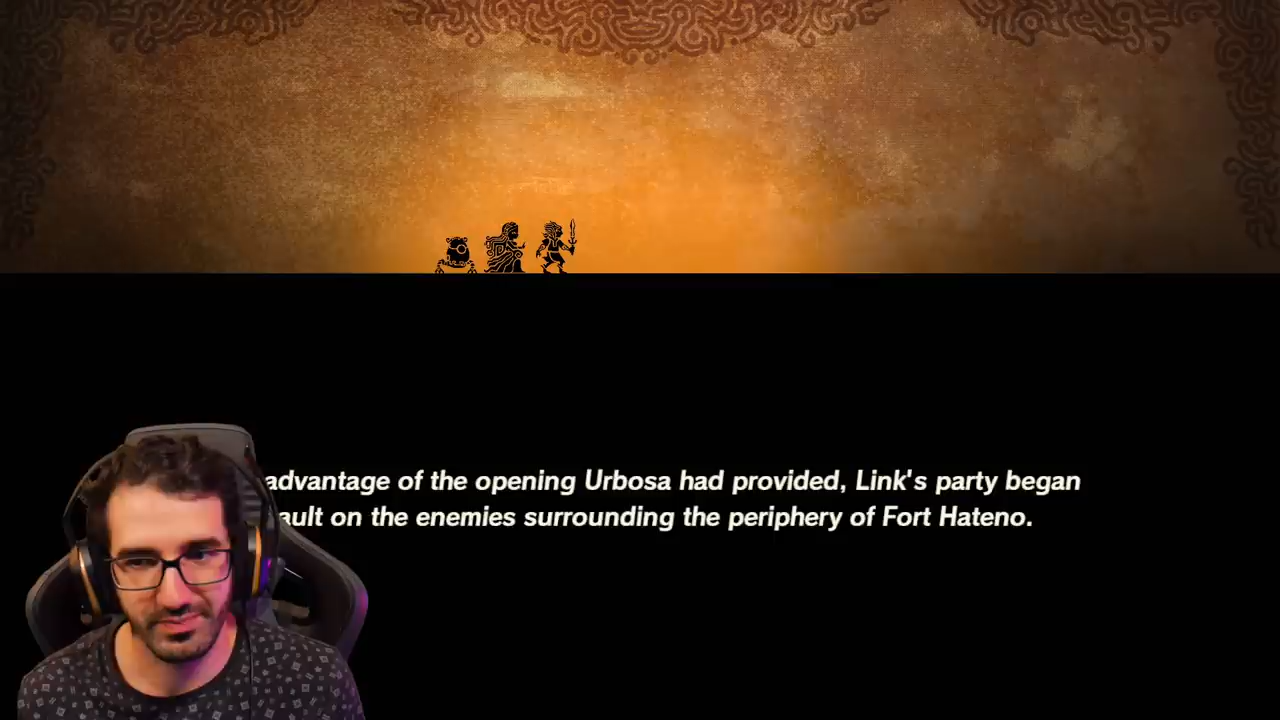 advantage of the opening Urbosa had provided, Link's party began
on the enemies surrounding the periphery of Fort Hateno.